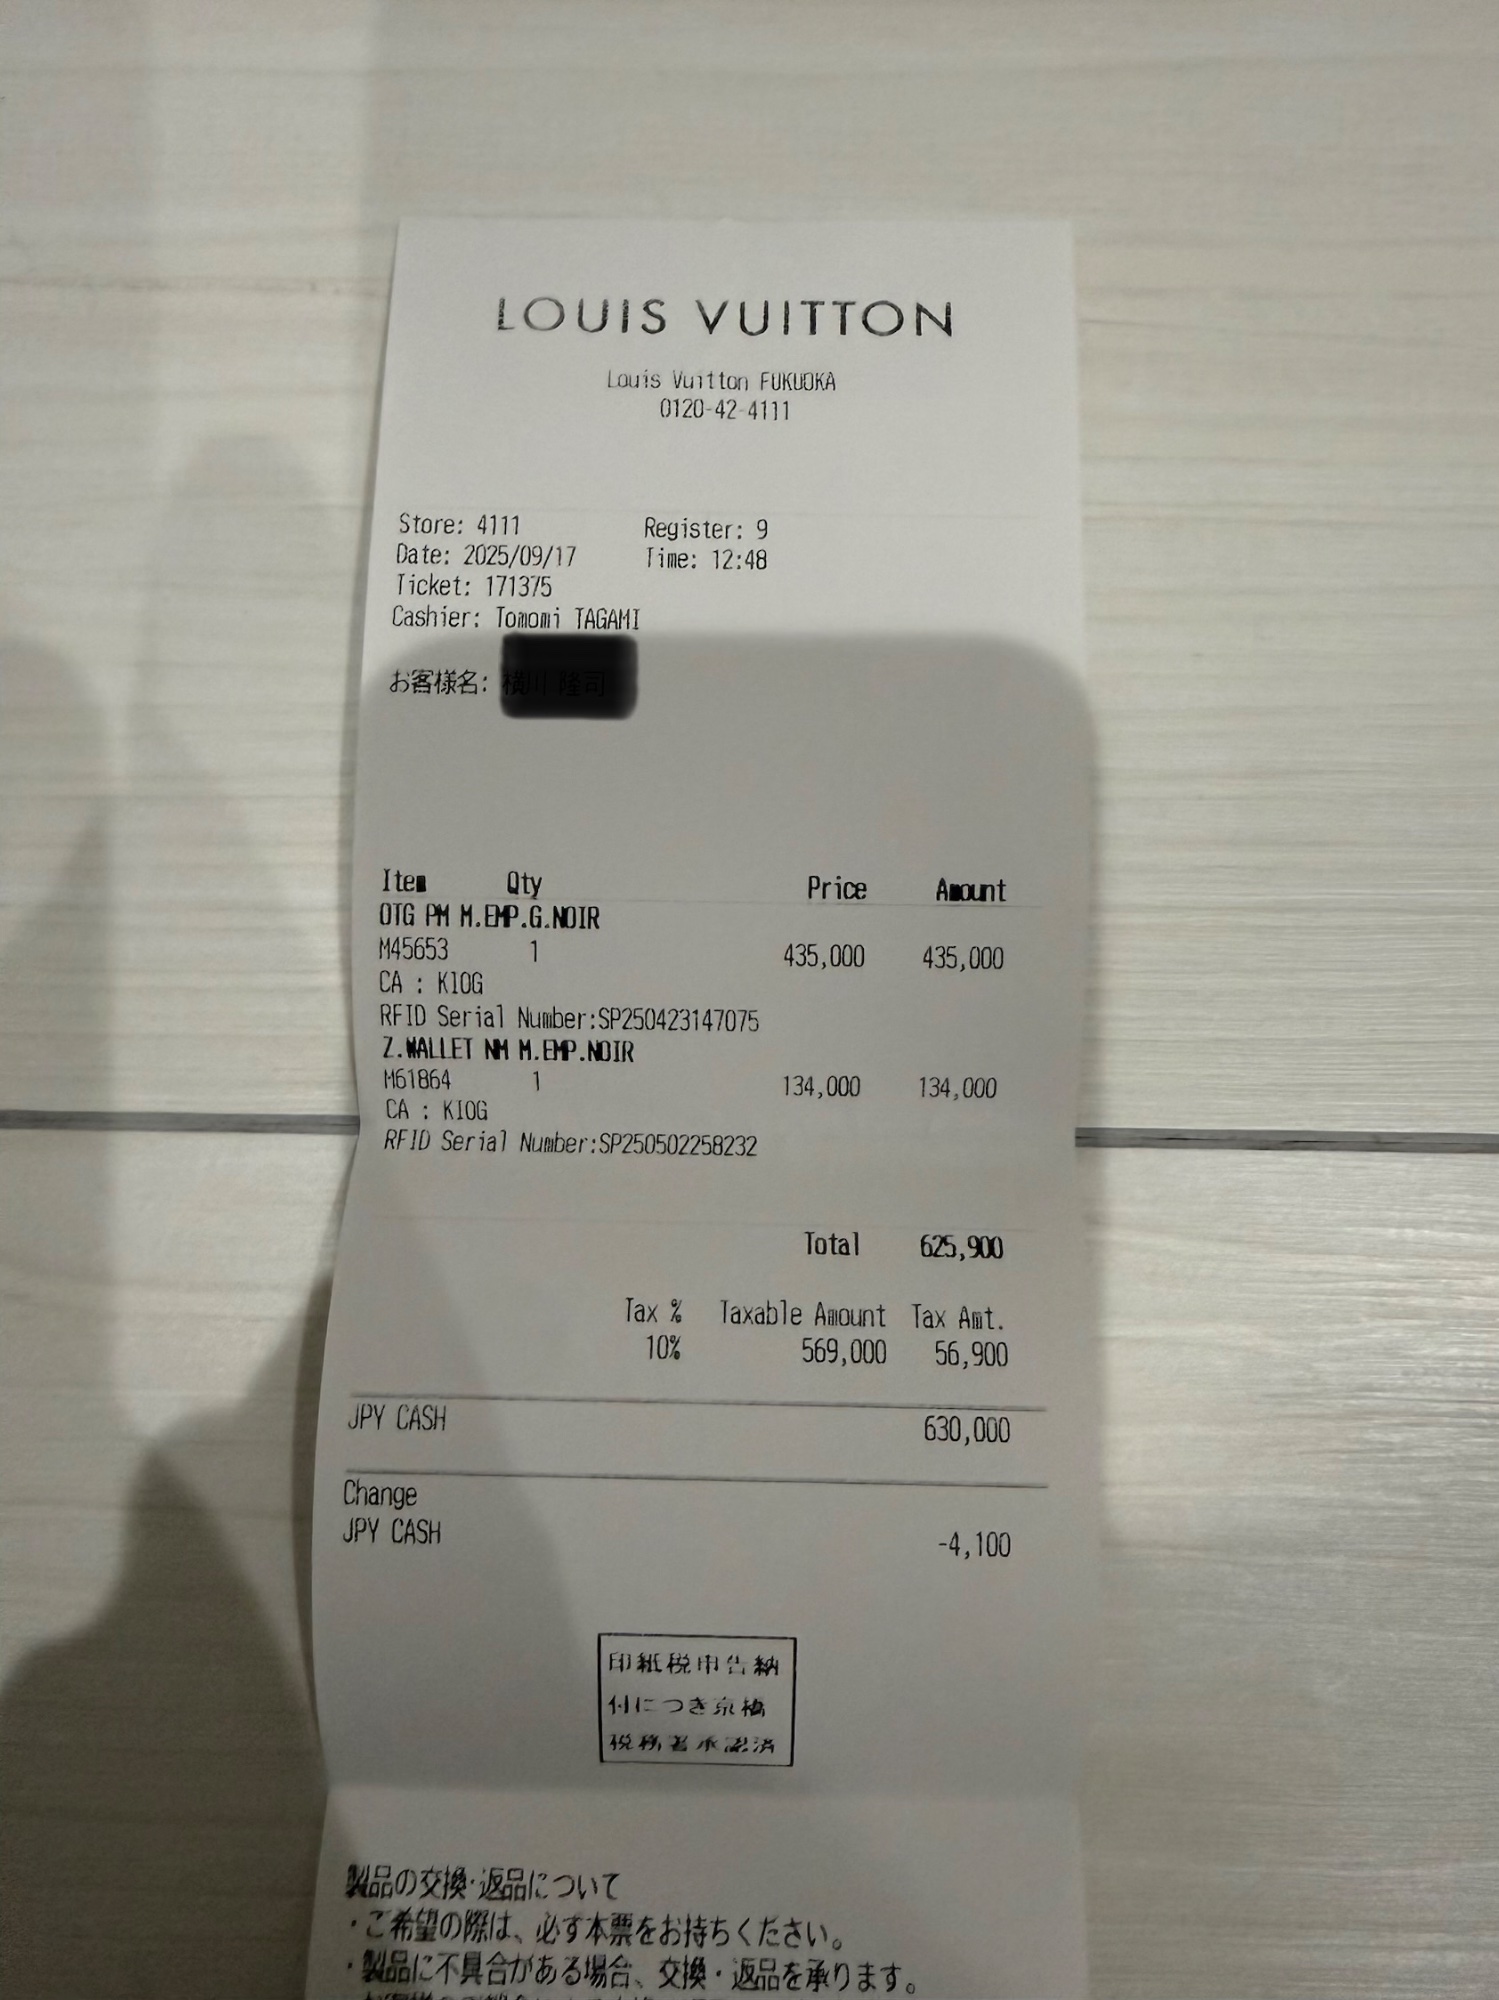 LOUIS VUITTON
Louis Vuitton FUKUOKA
0120-42-4111
Store: 4111 Register: 9
Date: 2025/09/17 Time: 12:48
Ticket: 171375
Cashier: Tomomi TAGAMI
お客様名:
Item Qty Price Amount
OTG PM M.EMP.G.NOIR
M45653 1 435,000 435,000
CA : KIOG
RFID Serial Number:SP250423147075
Z.WALLET NM M.EMP.NOIR
M61864 1 134,000 134,000
CA : KIOG
RFID Serial Number:SP250502258232
Total 625,900
Tax % Taxable Amount Tax Amt.
10% 569,000 56,900
JPY CASH 630,000
Change
JPY CASH -4,100
印紙税申告納
付につき京橋
税務署承認済
製品の交換・返品について
・ご希望の際は、必ず本票をお持ちください。
・製品に不具合がある場合、交換・返品を承ります。